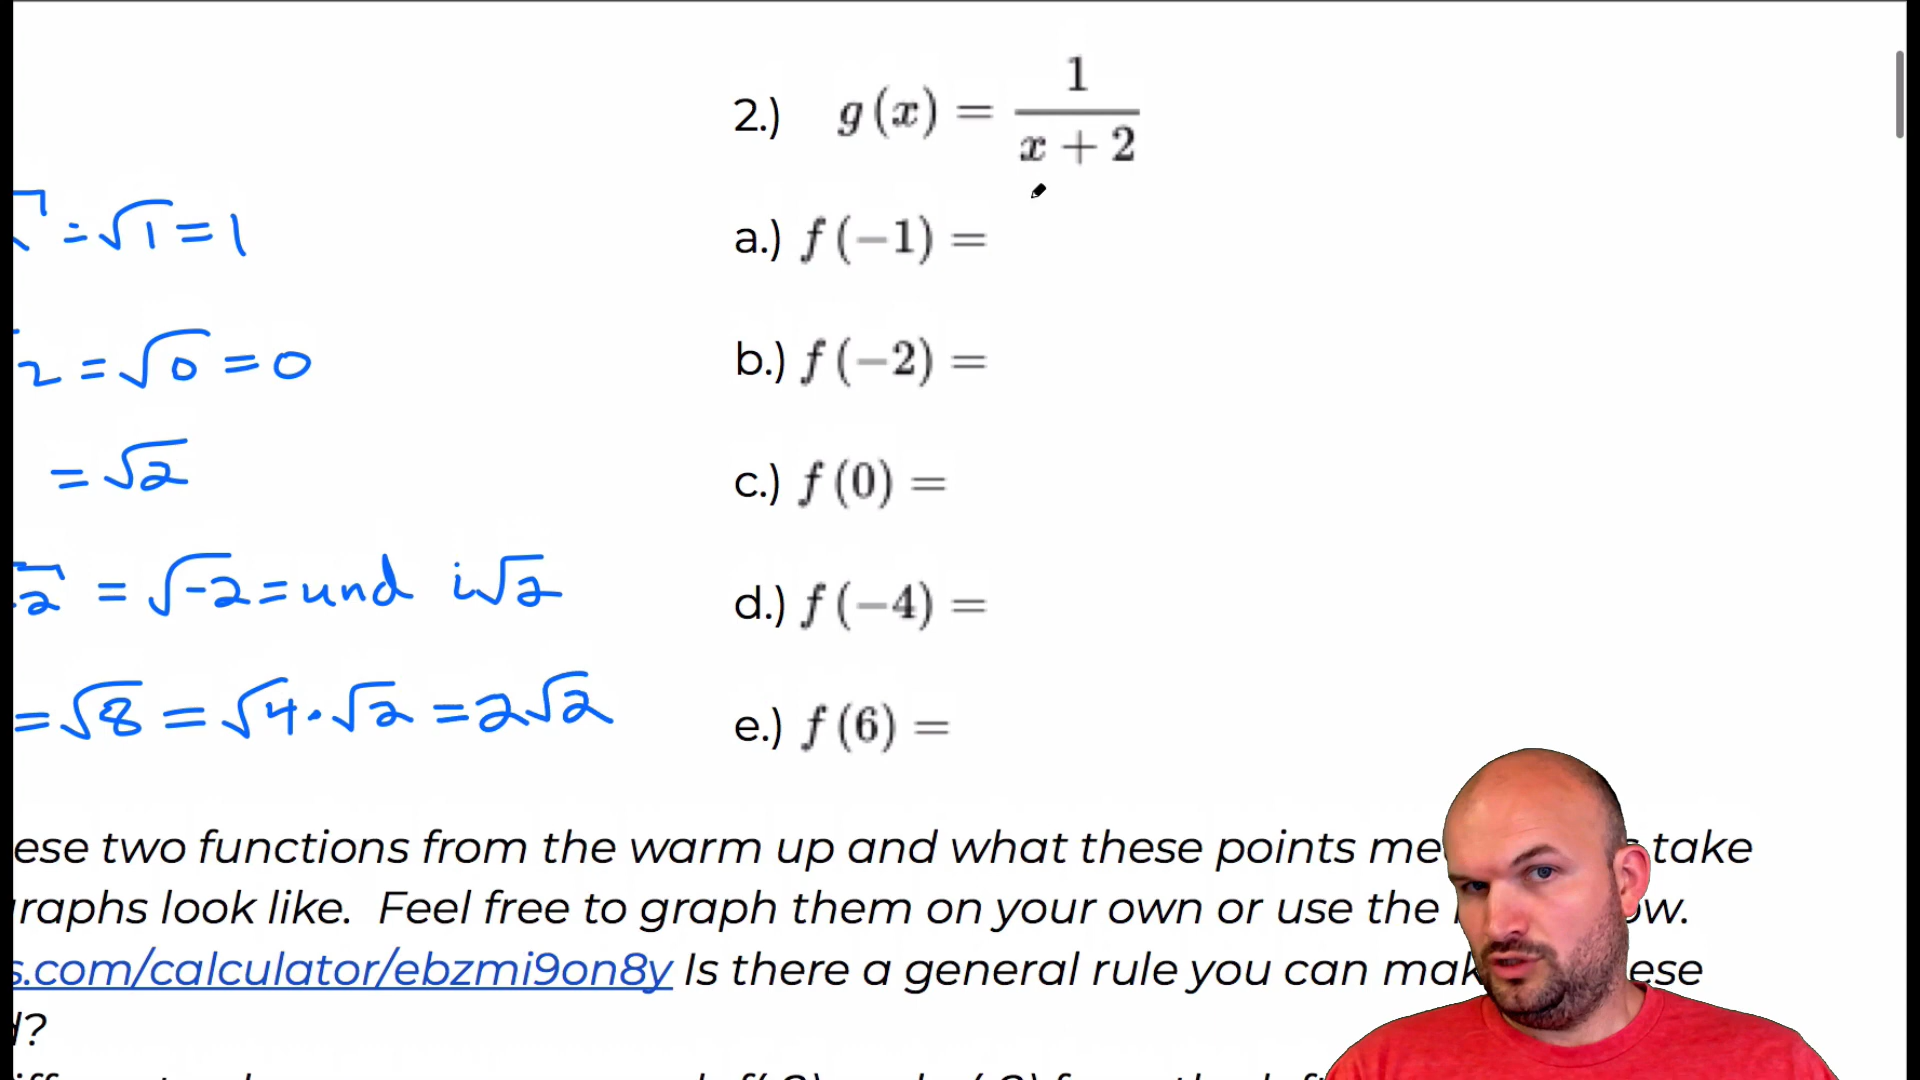 = √1 = 1
2 = √0 = 0
= √2
2 = √-2 = und i√2
= √8 = √4 · √2 = 2√2
2.) g(x) = 1/(x + 2)
a.) f(−1) =
b.) f(−2) =
c.) f(0) =
d.) f(−4) =
e.) f(6) =
ese two functions from the warm up and what these points me take
raphs look like. Feel free to graph them on your own or use the ow.
s.com/calculator/ebzmi9on8y Is there a general rule you can mak ese
d?